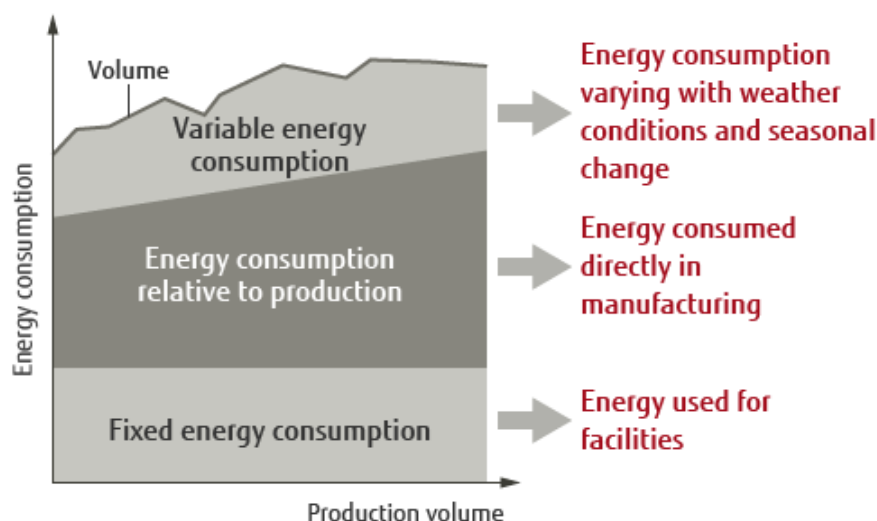 Volume
Variable energy
consumption
Energy consumption
relative to production
Fixed energy consumption
Energy consumption
Production volume
Energy consumption
varying with weather
conditions and seasonal
change
Energy consumed
directly in
manufacturing
Energy used for
facilities